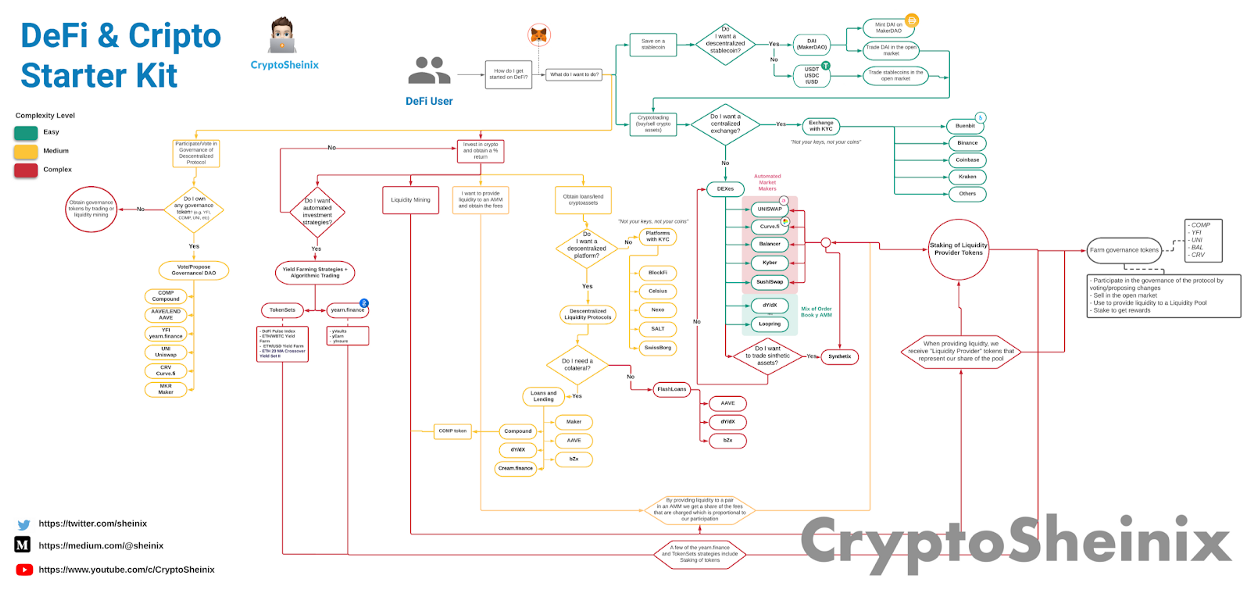 DeFi & Cripto
Starter Kit
CryptoSheinix
DeFi User
Complexity Level
Easy
Medium
Complex
How do I get
started on DeFi?
What do I want to do?
Save on a
stablecoin
Do
I want a
descentralized
stablecoin?
Yes
No
DAI
(MakerDAO)
Mint DAI on
MakerDAO
Trade DAI in the open
market
USDT
USDC
tUSD
Trade stablecoins in the
open market
Cryptotrading
(buy/sell crypto
assets)
Do I want a
centralized
exchange?
Yes
Exchange
with KYC
"Not your keys, not your coins"
Buenbit
Binance
Coinbase
Kraken
Others
No
DEXes
Automated
Market
Makers
UNISWAP
Curve.fi
Balancer
Kyber
SushiSwap
dYdX
Loopring
Mix of Order
Book y AMM
No
Do I want
to trade sinthetic
assets?
Yes
Synthetix
Participate/Vote in
Governance of
Descentralized
Protocol
Do I own
any governance
token?
Obtain governance
tokens by trading or
liquidity mining
No
Yes
Vote/Propose
Governance/ DAO
COMP
Compound
AAVE/LEND
AAVE
YFI
yearn.finance
UNI
Uniswap
CRV
Curve.fi
MKR
Maker
No
Invest in crypto
and obtain a %
return
Do I want
automated
investment
strategies?
Yes
Yield Farming Strategies +
Algorithmic Trading
TokenSets
yearn.finance
- DeFi Pulse Index
- ETH/WBTC Yield
Farm
- ETH/USD Yield Farm
- ETH 20 MA Crossover
Yield Set II
Liquidity Mining
I want to provide
liquidity to an AMM
and obtain the fees
Obtain loans/lend
cryptoassets
"Not your keys, not your coins"
Do
I want a
descentralized
platform?
No
Platforms
with KYC
BlockFi
Celsius
Nexo
SALT
SwissBorg
Yes
Descentralized
Liquidity Protocols
Do I need a
colateral?
No
FlashLoans
AAVE
dYdX
bZx
Yes
Loans and
Lending
COMP token
Compound
dYdX
Cream.finance
Maker
AAVE
bZx
By providing liquidity to a pair
in an AMM we get a share of the fees
that are charged which is proportional to
our participation
A few of the yearn.finance
and TokenSets strategies include
Staking of tokens
Staking of Liquidity
Provider Tokens
When providing liquidty, we
receive "Liquidity Provider" tokens that
represent our share of the pool
Farm governance tokens
- COMP
- YFI
- UNI
- BAL
- CRV
- Participate in the governance of the protocol by
voting/proposing changes
- Sell in the open market
- Use to provide liquidity to a Liquidity Pool
- Stake to get rewards
https://twitter.com/sheinix
https://medium.com/@sheinix
https://www.youtube.com/c/CryptoSheinix
CryptoSheinix